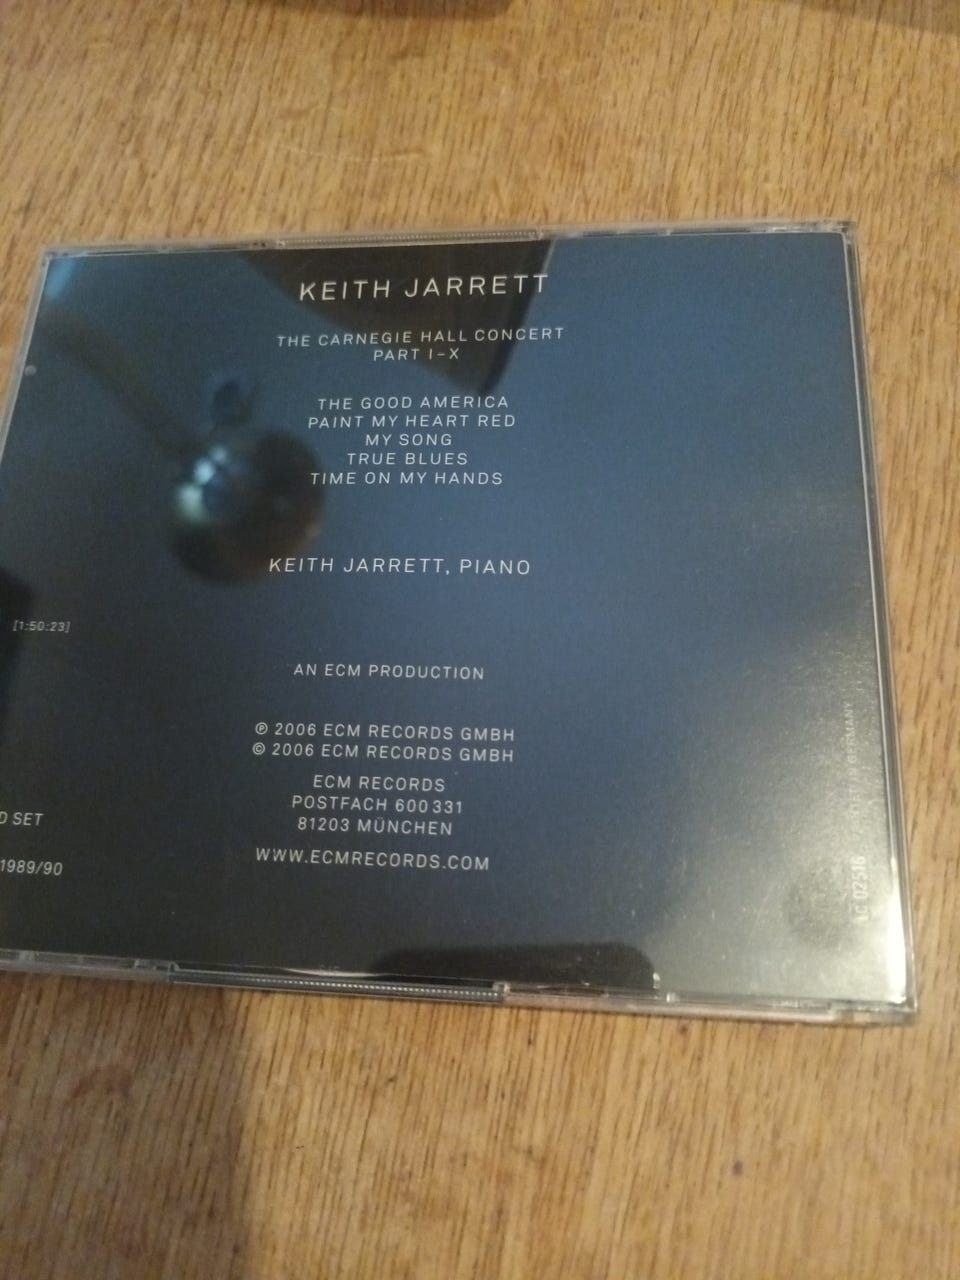 KEITH JARRETT
THE CARNEGIE HALL CONCERT
PART I–X
THE GOOD AMERICA
PAINT MY HEART RED
MY SONG
TRUE BLUES
TIME ON MY HANDS
KEITH JARRETT, PIANO
[1:50:23]
AN ECM PRODUCTION
℗ 2006 ECM RECORDS GMBH
© 2006 ECM RECORDS GMBH
ECM RECORDS
POSTFACH 600 331
81203 MÜNCHEN
D SET
WWW.ECMRECORDS.COM
1989/90
GERMANY
LC 02516